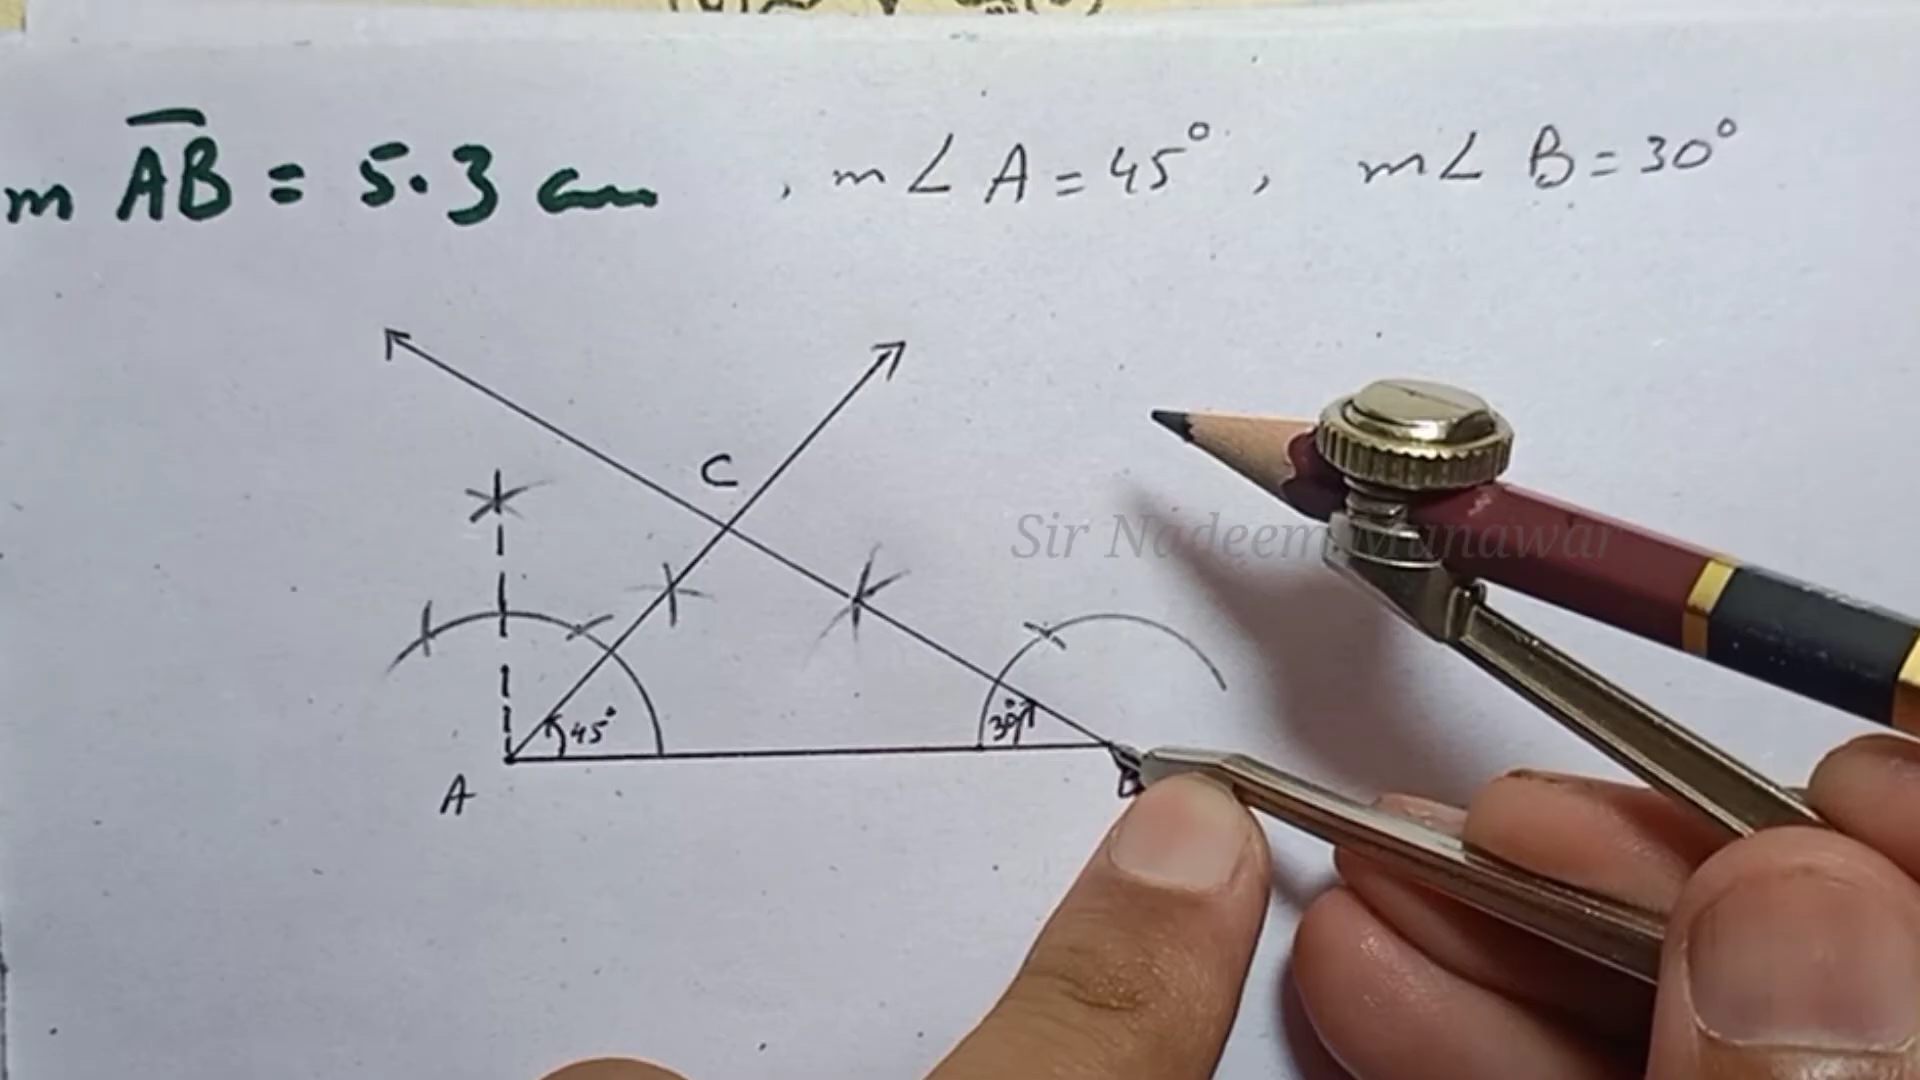 m AB = 5.3 cm , m∠A = 45°, m∠B = 30°
C
Sir Nadeem Munawar
45°
30°
A
B